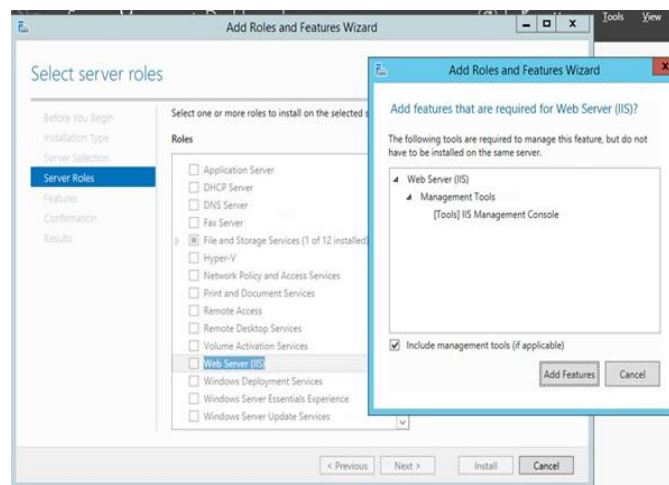 Add Roles and Features Wizard
Tools View
Select server roles
Before You Begin
Installation Type
Server Selection
Server Roles
Features
Confirmation
Results
Select one or more roles to install on the selected s
Roles
Application Server
DHCP Server
DNS Server
Fax Server
File and Storage Services (1 of 12 installed)
Hyper-V
Network Policy and Access Services
Print and Document Services
Remote Access
Remote Desktop Services
Volume Activation Services
Web Server (IIS)
Windows Deployment Services
Windows Server Essentials Experience
Windows Server Update Services
< Previous
Next >
Install
Cancel
Add Roles and Features Wizard
Add features that are required for Web Server (IIS)?
The following tools are required to manage this feature, but do not
have to be installed on the same server.
Web Server (IIS)
Management Tools
[Tools] IIS Management Console
Include management tools (if applicable)
Add Features
Cancel